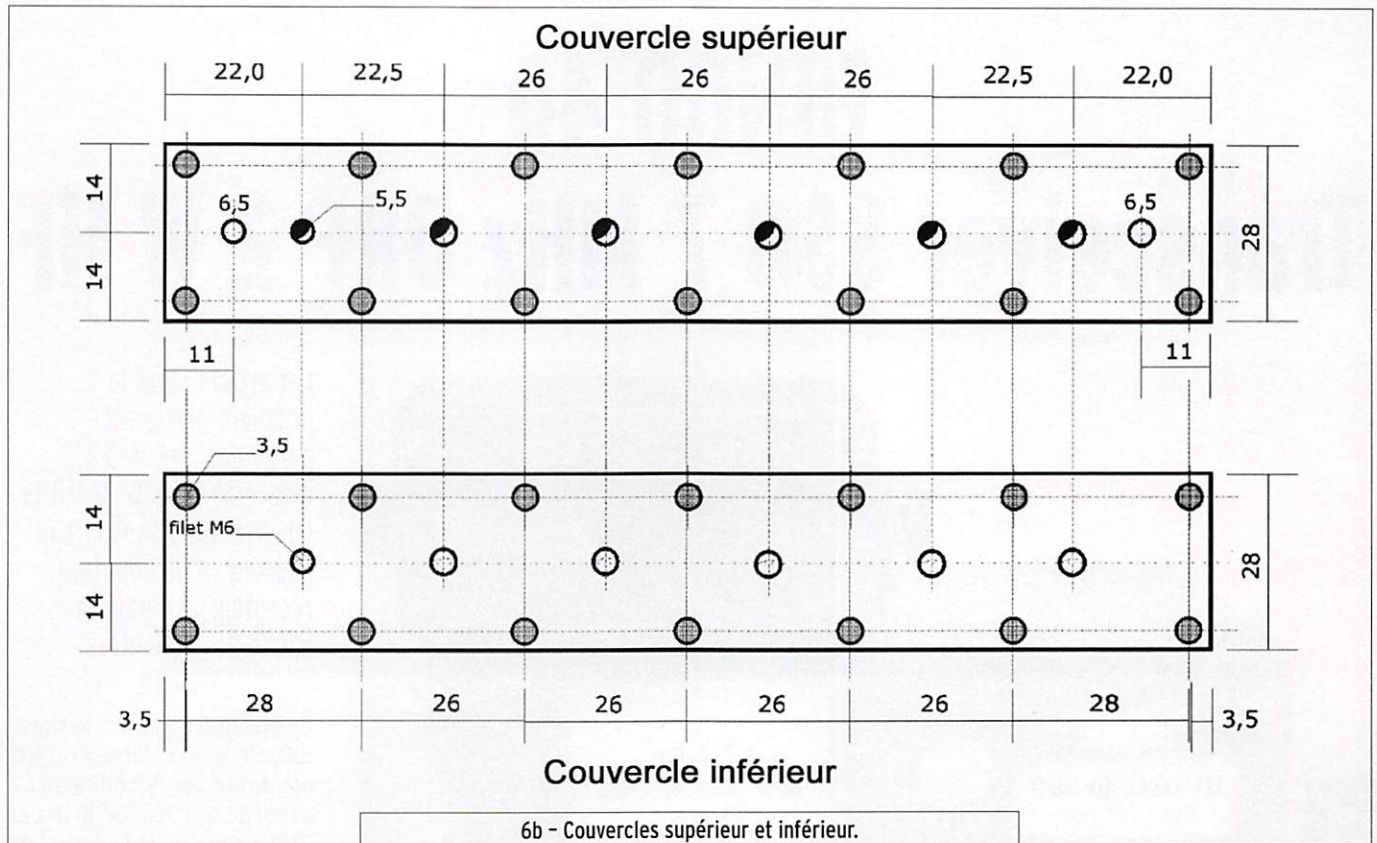 Couvercle supérieur
22,0 22,5 26 26 26 22,5 22,0
14
6,5 5,5 6,5
14
28
11 11
3,5
14
filet M6
14
28
3,5 28 26 26 26 26 28 3,5
Couvercle inférieur
6b - Couvercles supérieur et inférieur.